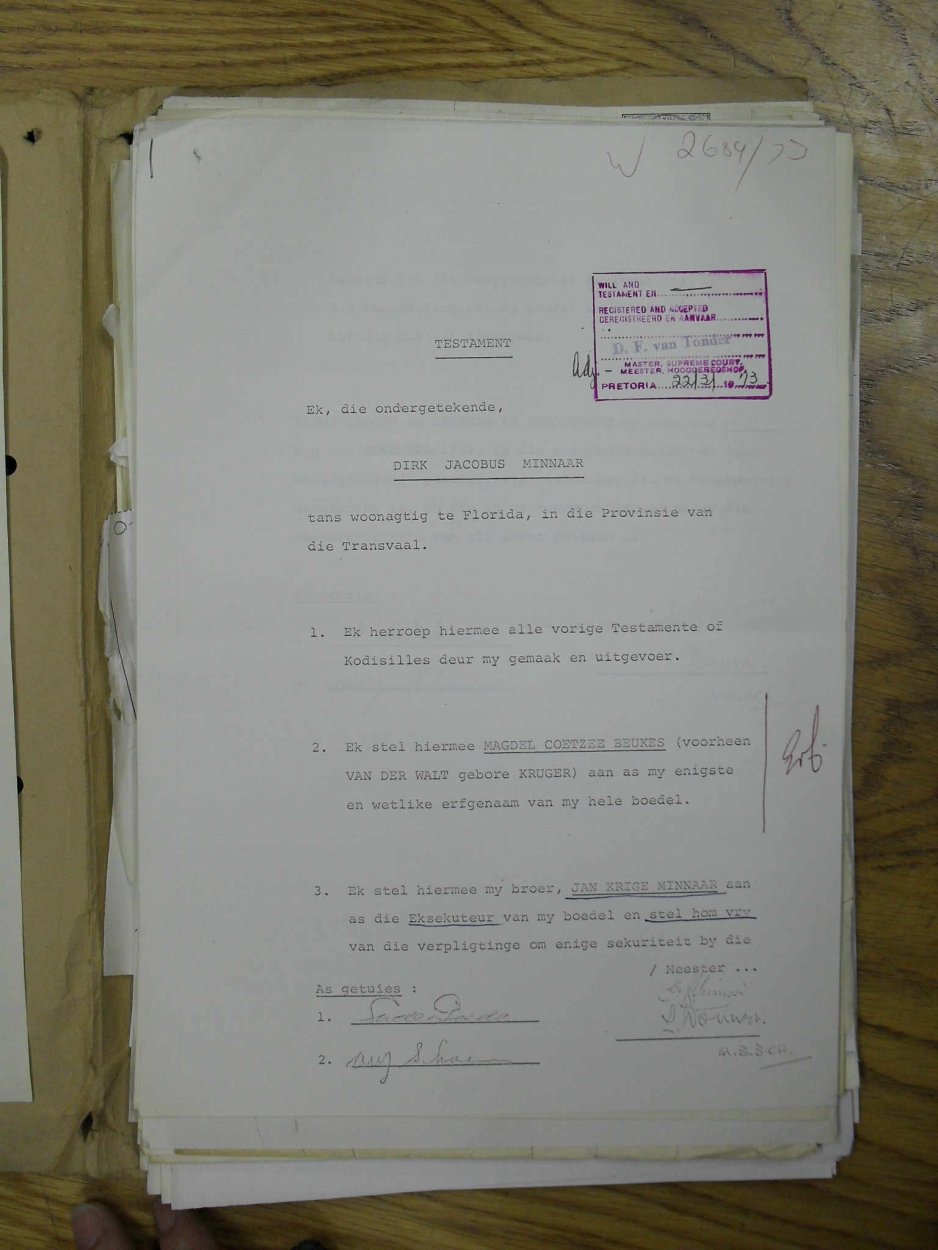 W 2689/73
WILL AND
TESTAMENT EN
REGISTERED AND ACCEPTED
GEREGISTREERD EN AANVAAR
D. F. van Tonder
Adj. - MASTER, SUPREME COURT,
MEESTER, HOOGGEREGSHOF
PRETORIA 22/3/ 1973
TESTAMENT
Ek, die ondergetekende,
DIRK JACOBUS MINNAAR
tans woonagtig te Florida, in die Provinsie van
die Transvaal.
1. Ek herroep hiermee alle vorige Testamente of
Kodisilles deur my gemaak en uitgevoer.
2. Ek stel hiermee MAGDEL COETZEE BEUKES (voorheen
VAN DER WALT gebore KRUGER) aan as my enigste
en wetlike erfgenaam van my hele boedel.
Erf.
3. Ek stel hiermee my broer, JAN KRIGE MINNAAR aan
as die Eksekuteur van my boedel en stel hom vry
van die verpligtinge om enige sekuriteit by die
/ Meester ...
As getuies :
1.
2.